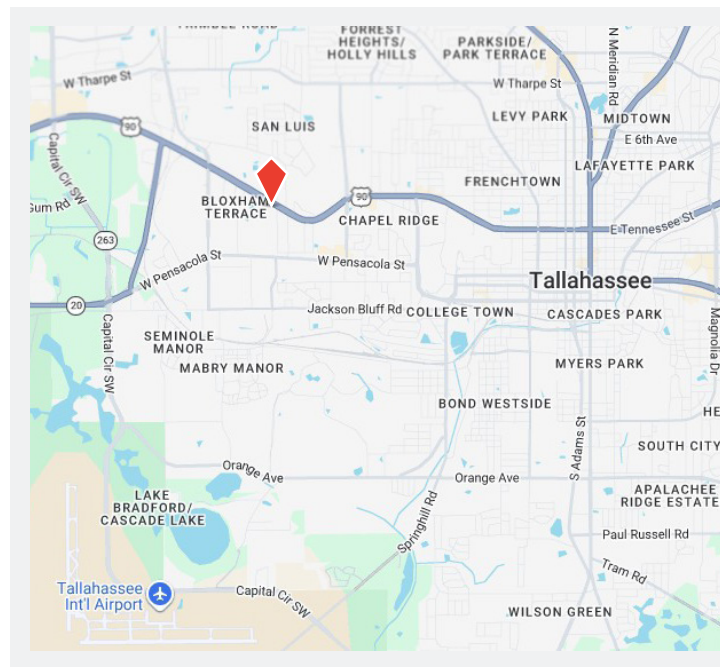 FORREST
HEIGHTS/
HOLLY HILLS
PARKSIDE/
PARK TERRACE
N Meridian Rd
W Tharpe St
W Tharpe St
LEVY PARK
MIDTOWN
90
SAN LUIS
E 6th Ave
Capital Cir SW
LAFAYETTE PARK
FRENCHTOWN
BLOXHAM
TERRACE
90
Gum Rd
CHAPEL RIDGE
E Tennessee St
263
W Pensacola St
W Pensacola St
Tallahassee
20
Jackson Bluff Rd
COLLEGE TOWN
CASCADES PARK
Magnolia Dr
Capital Cir SW
SEMINOLE
MANOR
MABRY MANOR
MYERS PARK
BOND WESTSIDE
HE
S Adams St
SOUTH CITY
Orange Ave
Orange Ave
LAKE
BRADFORD/
CASCADE LAKE
APALACHEE
RIDGE ESTATE
Springhill Rd
Paul Russell Rd
Tram Rd
Tallahassee
Int'l Airport
Capital Cir SW
WILSON GREEN